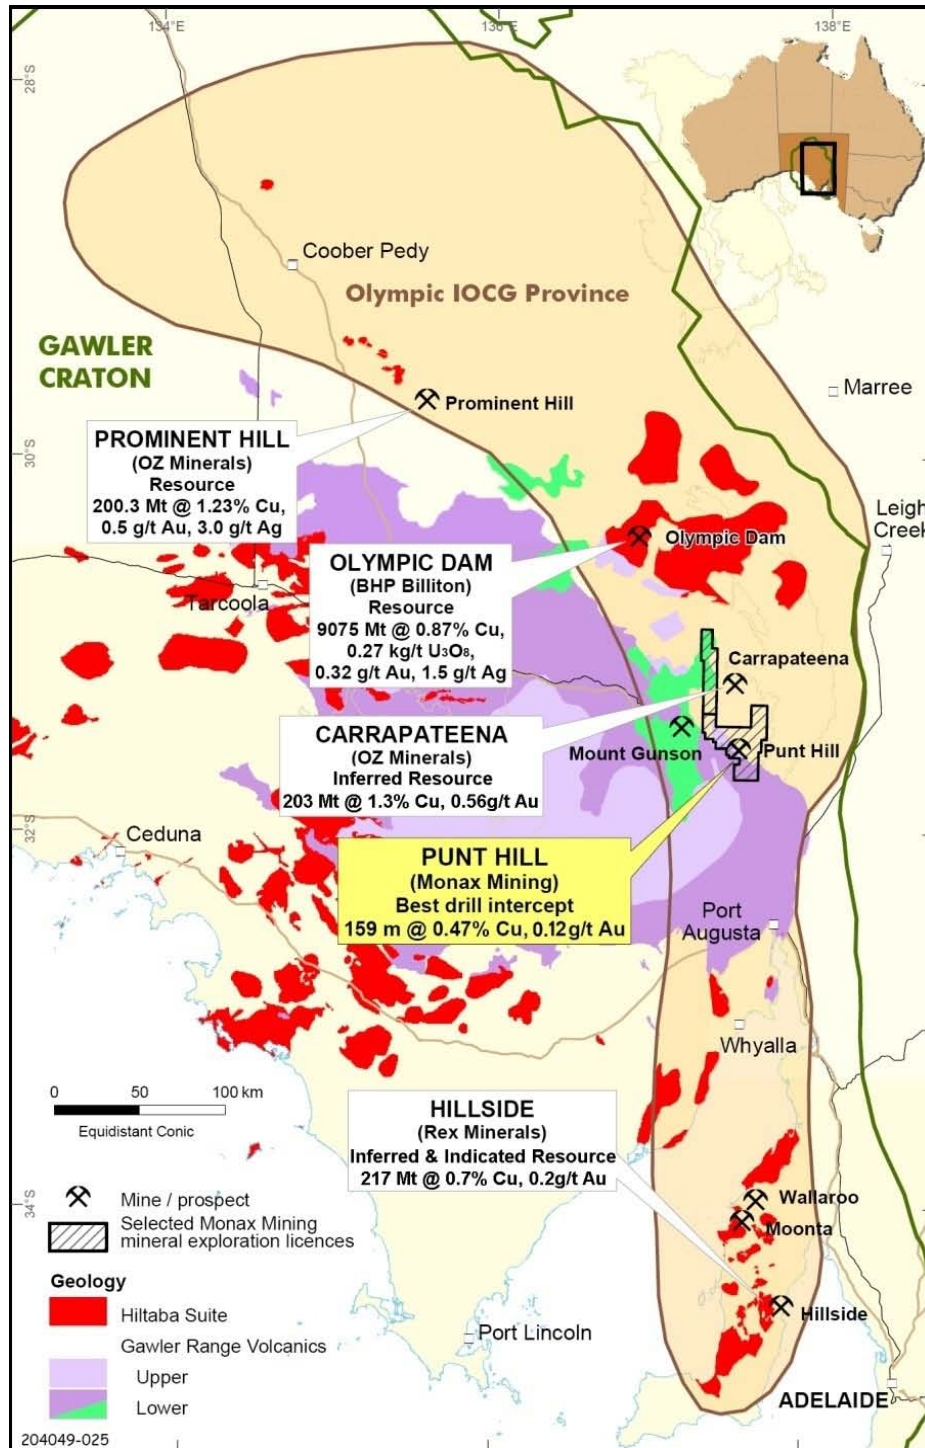 134°E
136°E
138°E
28°S
Coober Pedy
Olympic IOCG Province
GAWLER
CRATON
Marree
Prominent Hill
PROMINENT HILL
(OZ Minerals)
Resource
200.3 Mt @ 1.23% Cu,
0.5 g/t Au, 3.0 g/t Ag
30°S
Leigh
Creek
Olympic Dam
OLYMPIC DAM
(BHP Billiton)
Resource
9075 Mt @ 0.87% Cu,
0.27 kg/t U₃O₈,
0.32 g/t Au, 1.5 g/t Ag
Tarcoola
Carrapateena
CARRAPATEENA
(OZ Minerals)
Inferred Resource
203 Mt @ 1.3% Cu, 0.56g/t Au
Mount Gunson
Punt Hill
32°S
Ceduna
PUNT HILL
(Monax Mining)
Best drill intercept
159 m @ 0.47% Cu, 0.12g/t Au
Port
Augusta
Whyalla
0 50 100 km
Equidistant Conic
HILLSIDE
(Rex Minerals)
Inferred & Indicated Resource
217 Mt @ 0.7% Cu, 0.2g/t Au
34°S
Wallaroo
Moonta
Hillside
Port Lincoln
ADELAIDE
Mine / prospect
Selected Monax Mining
mineral exploration licences
Geology
Hiltaba Suite
Gawler Range Volcanics
Upper
Lower
204049-025